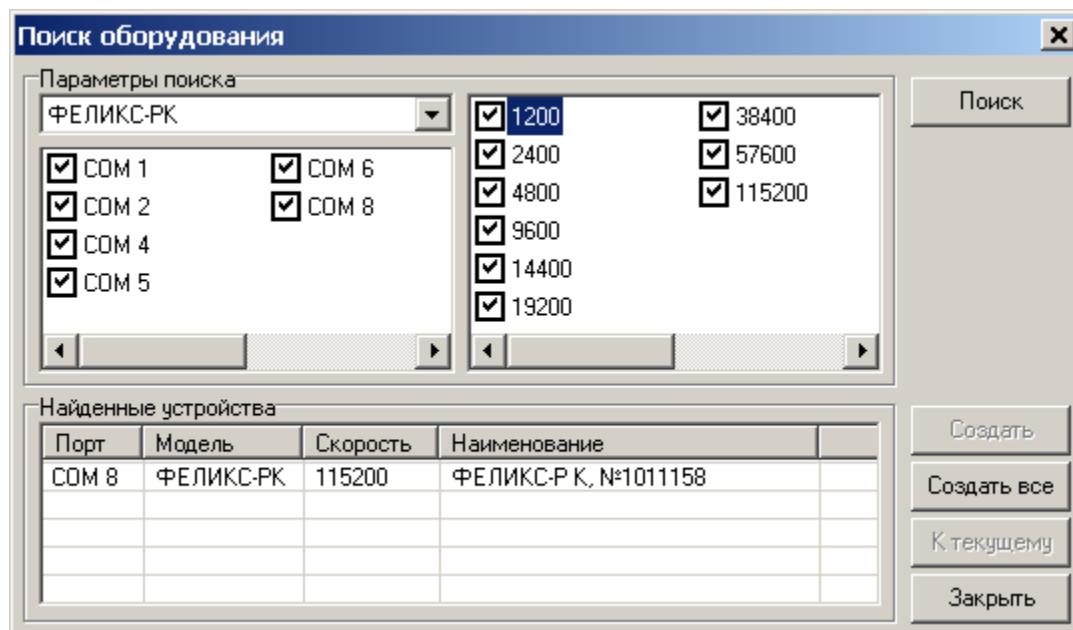 Поиск оборудования
Параметры поиска
ФЕЛИКС-РК
COM 1
COM 2
COM 4
COM 5
COM 6
COM 8
1200
2400
4800
9600
14400
19200
38400
57600
115200
Поиск
Найденные устройства
Порт Модель Скорость Наименование
COM 8 ФЕЛИКС-РК 115200 ФЕЛИКС-Р К, №1011158
Создать
Создать все
К текущему
Закрыть